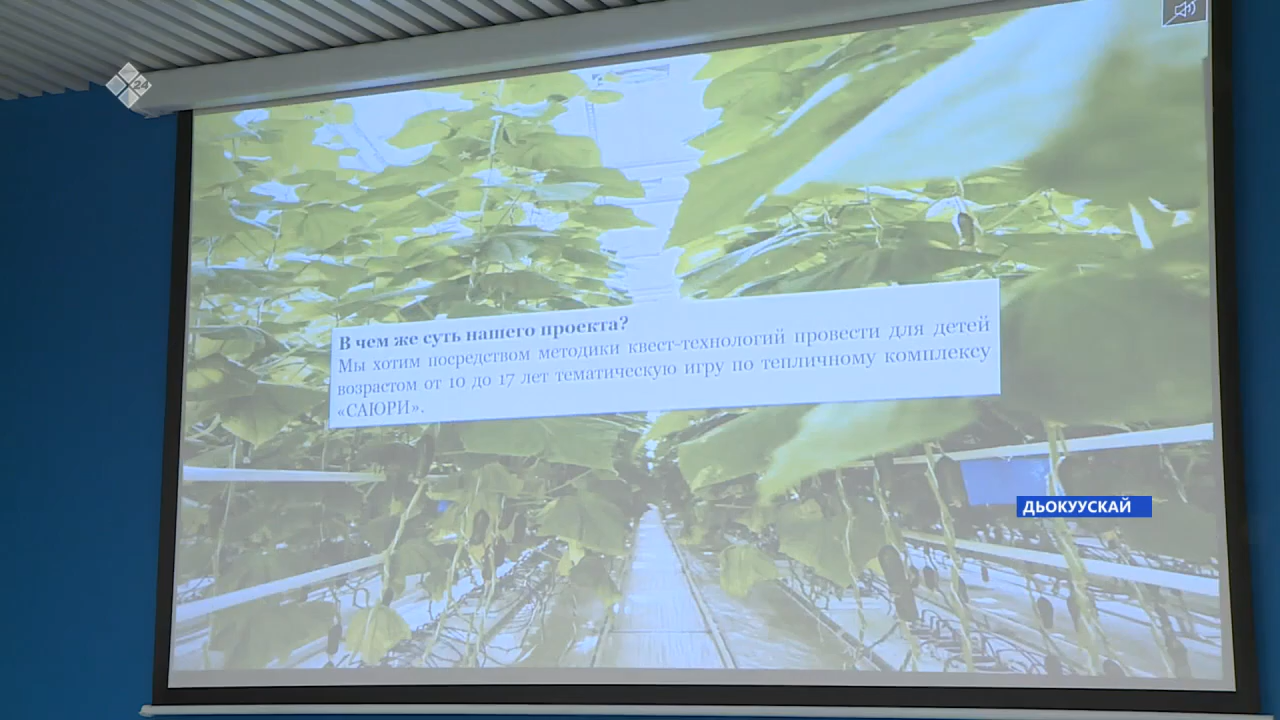 24
В чем же суть нашего проекта?
Мы хотим посредством методики квест-технологий провести для детей
возрастом от 10 до 17 лет тематическую игру по тепличному комплексу
«САЮРИ».
ДЬОКУУСКАЙ